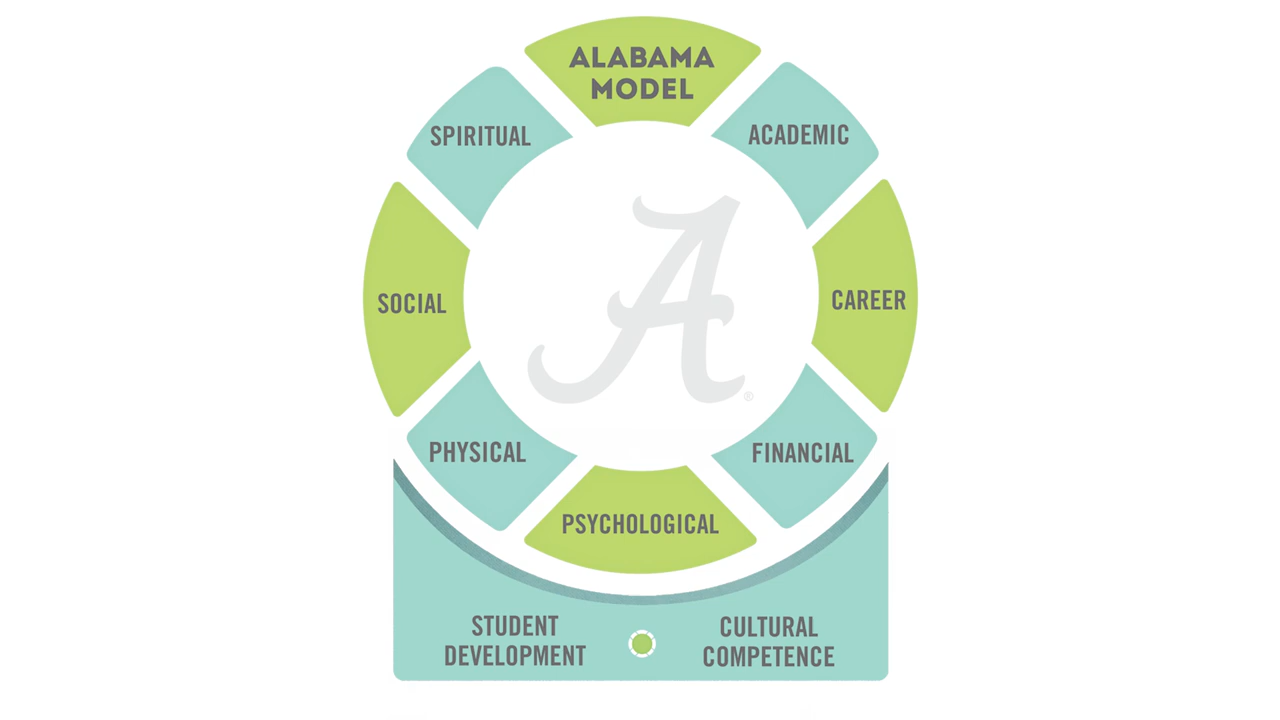 ALABAMA
MODEL
SPIRITUAL
ACADEMIC
SOCIAL
CAREER
A
®
PHYSICAL
FINANCIAL
PSYCHOLOGICAL
STUDENT
DEVELOPMENT
CULTURAL
COMPETENCE